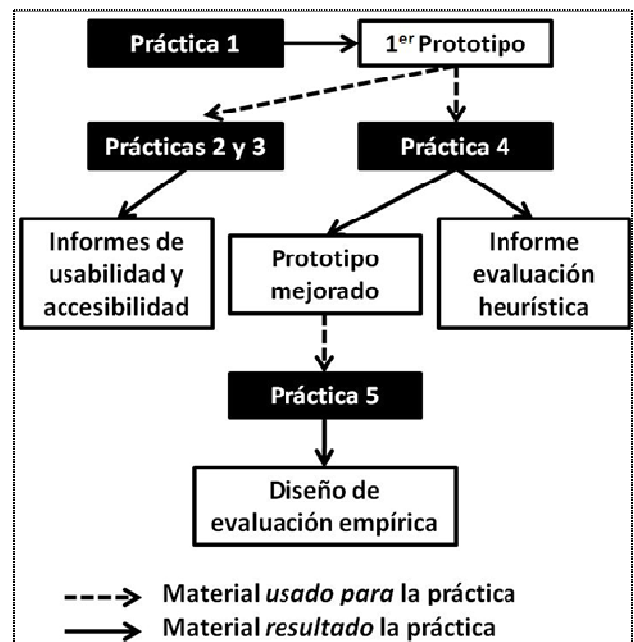 Práctica 1
1er Prototipo
Prácticas 2 y 3
Práctica 4
Informes de
usabilidad y
accesibilidad
Prototipo
mejorado
Informe
evaluación
heurística
Práctica 5
Diseño de
evaluación empírica
Material usado para la práctica
Material resultado la práctica